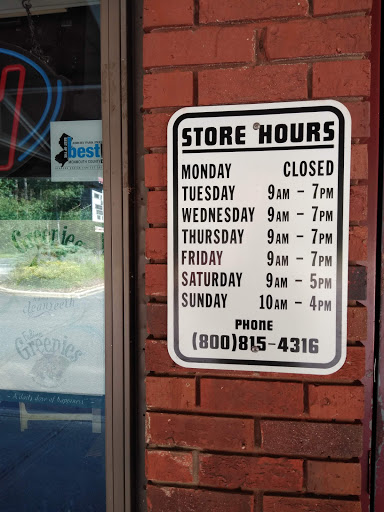 best
Greenies
Greenies
STORE HOURS
MONDAY CLOSED
TUESDAY 9AM - 7PM
WEDNESDAY 9AM - 7PM
THURSDAY 9AM - 7PM
FRIDAY 9AM - 7PM
SATURDAY 9AM - 5PM
SUNDAY 10AM - 4PM
PHONE
(800)815-4316